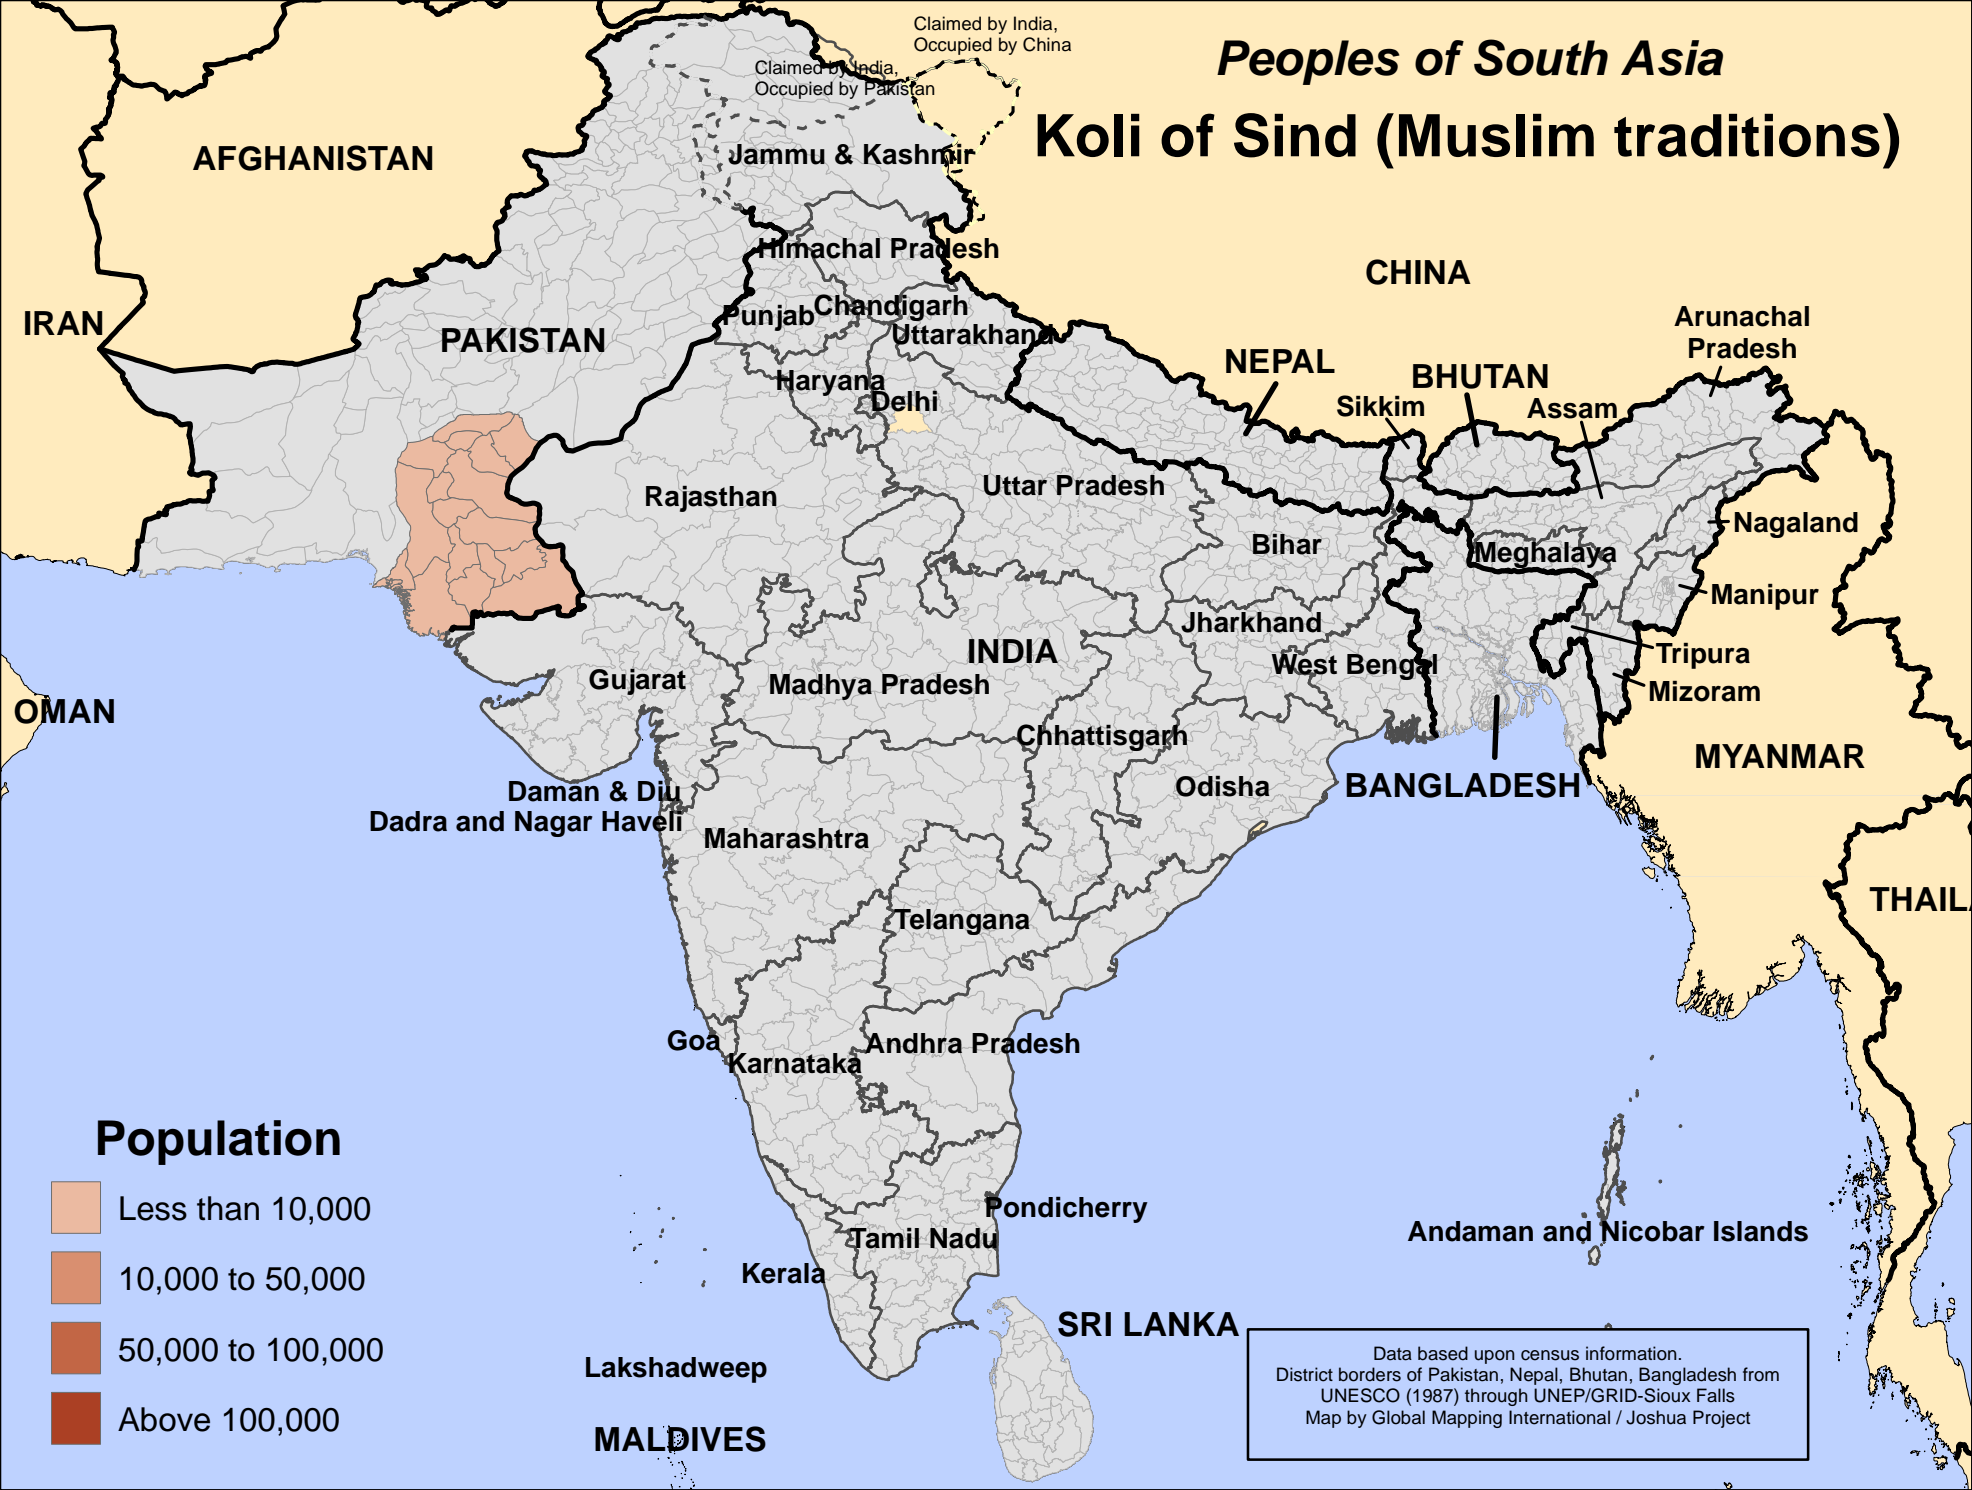 Peoples of South Asia
Koli of Sind (Muslim traditions)
Claimed by India,
Occupied by China
Claimed by India,
Occupied by Pakistan
AFGHANISTAN
Jammu & Kashmir
Himachal Pradesh
CHINA
IRAN
PAKISTAN
Punjab
Chandigarh
Uttarakhand
Arunachal
Pradesh
NEPAL
BHUTAN
Haryana
Delhi
Sikkim
Assam
Rajasthan
Uttar Pradesh
Bihar
Meghalaya
Nagaland
Manipur
Jharkhand
INDIA
West Bengal
Tripura
Mizoram
Gujarat
Madhya Pradesh
OMAN
Chhattisgarh
Odisha
BANGLADESH
MYANMAR
Daman & Diu
Dadra and Nagar Haveli
Maharashtra
THAIL
Telangana
Goa
Karnataka
Andhra Pradesh
Pondicherry
Tamil Nadu
Kerala
Andaman and Nicobar Islands
SRI LANKA
Lakshadweep
MALDIVES
Population
Less than 10,000
10,000 to 50,000
50,000 to 100,000
Above 100,000
Data based upon census information.
District borders of Pakistan, Nepal, Bhutan, Bangladesh from
UNESCO (1987) through UNEP/GRID-Sioux Falls
Map by Global Mapping International / Joshua Project